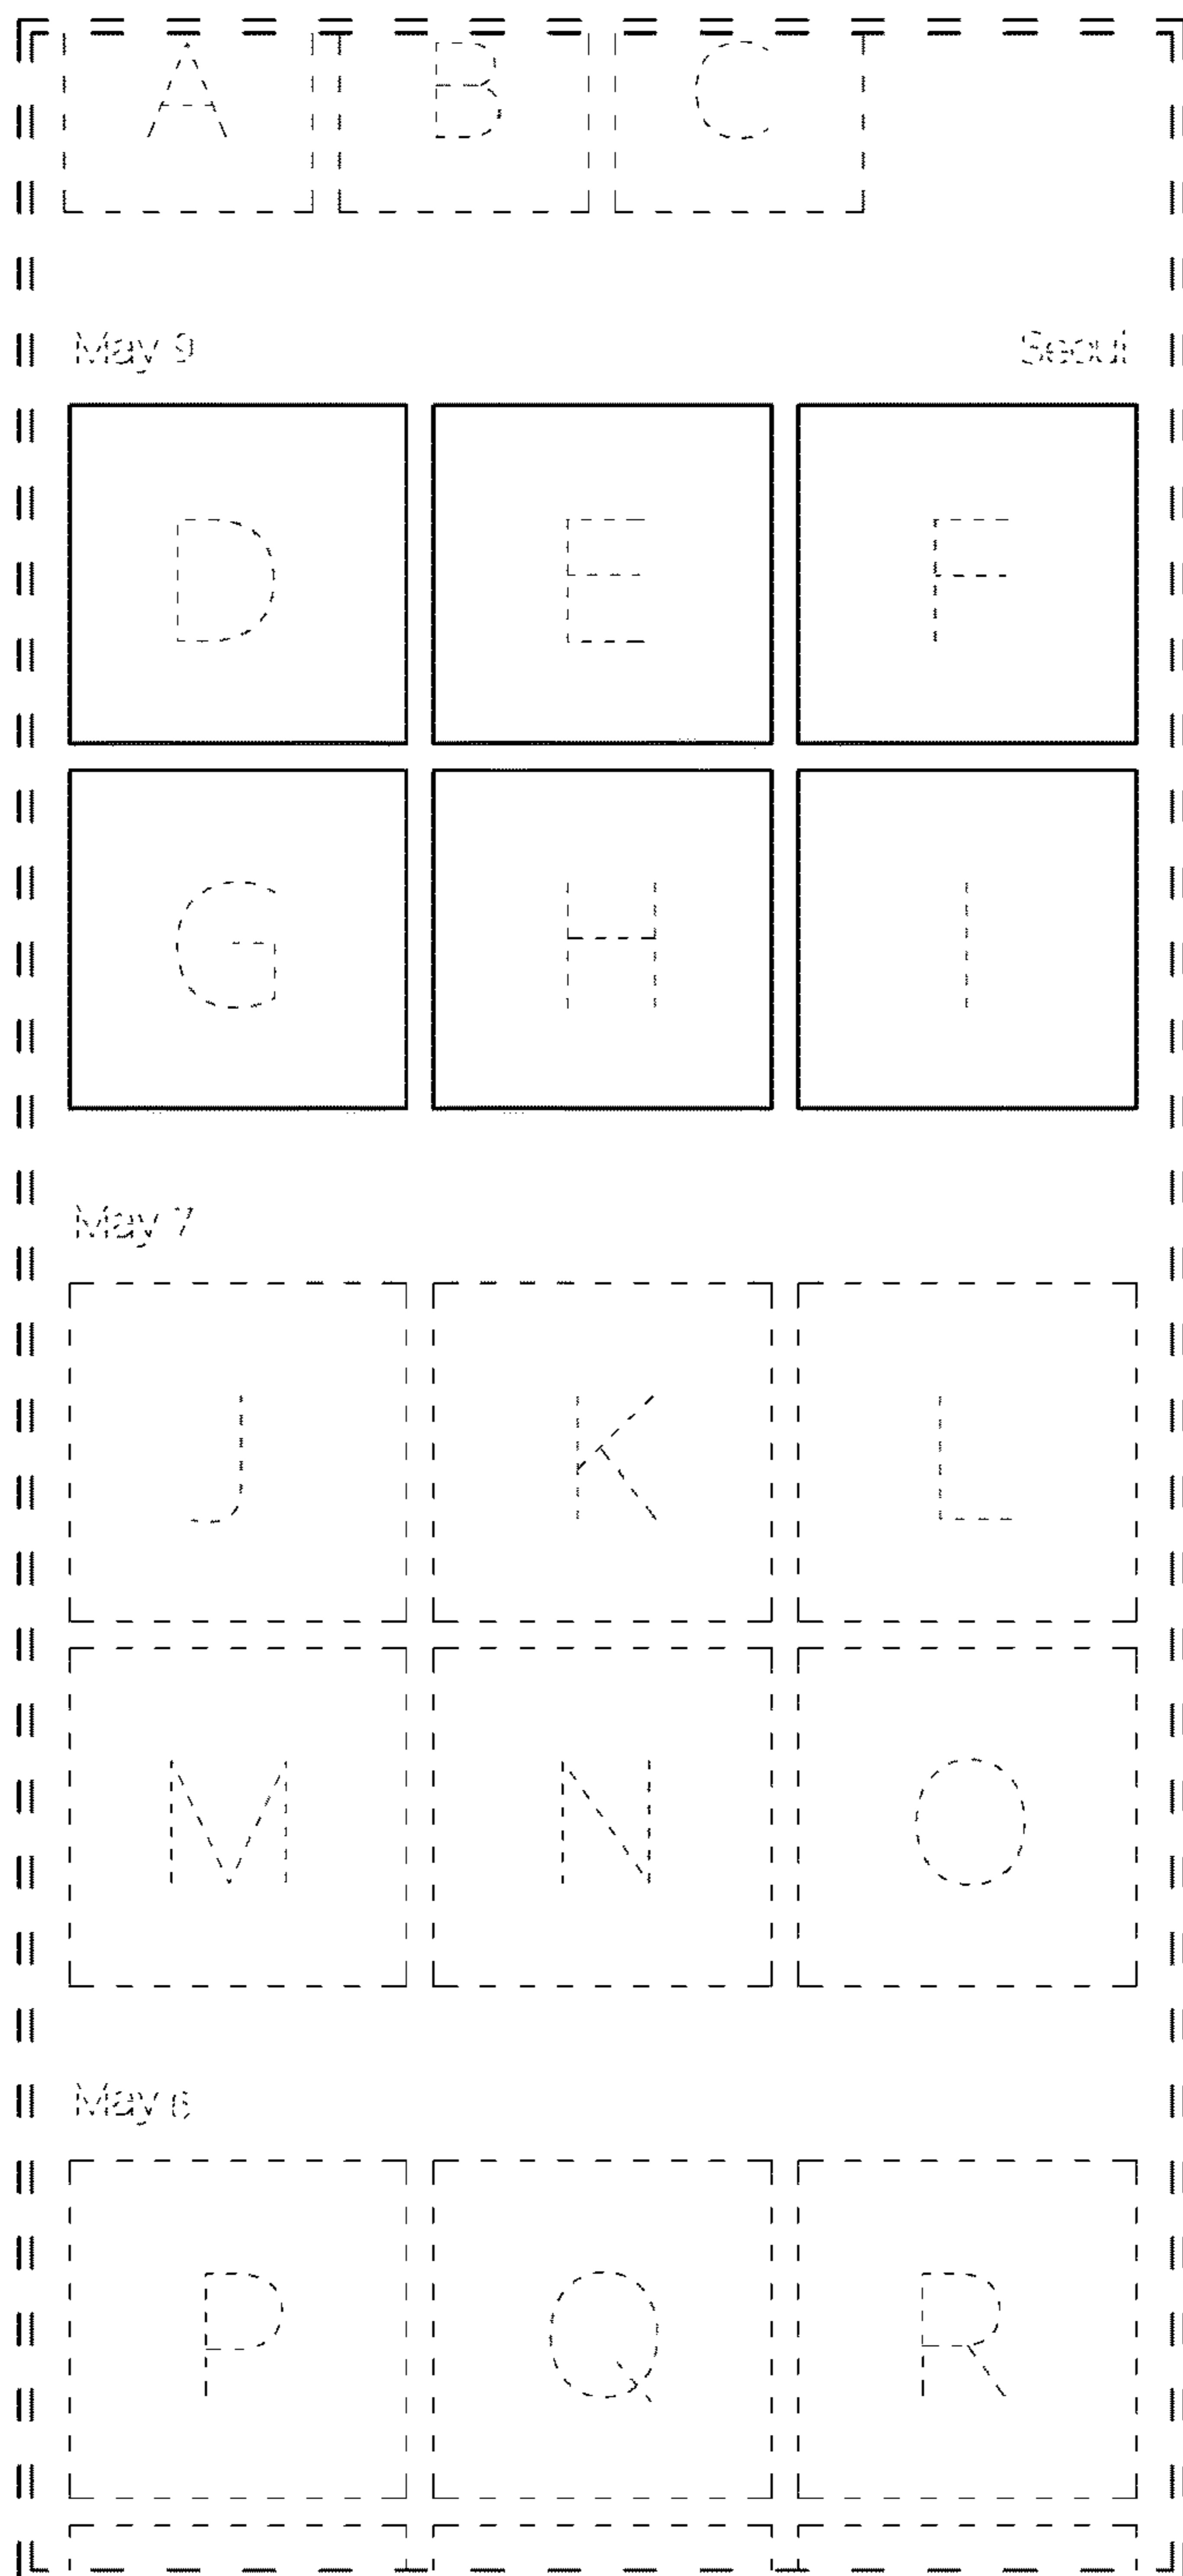 A B C
May 9 Seoul
D E F
G H I
May 7
J K L
M N O
May 6
P Q R